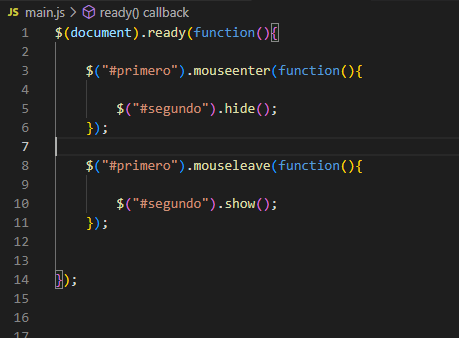 JS main.js > ready() callback
1 $(document).ready(function(){
2
3 $("#primero").mouseenter(function(){
4
5 $("#segundo").hide();
6 });
7
8 $("#primero").mouseleave(function(){
9
10 $("#segundo").show();
11 });
12
13
14 });
15
16
17